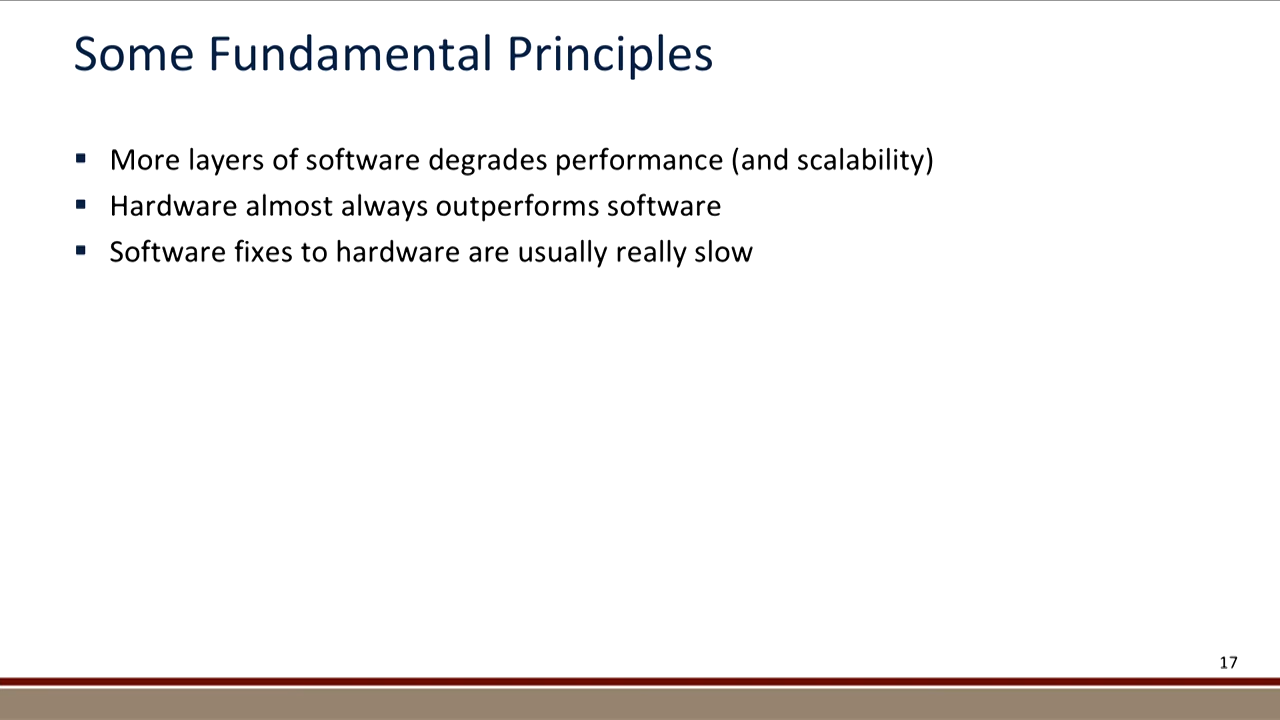 Some Fundamental Principles
▪ More layers of software degrades performance (and scalability)
▪ Hardware almost always outperforms software
▪ Software fixes to hardware are usually really slow
17